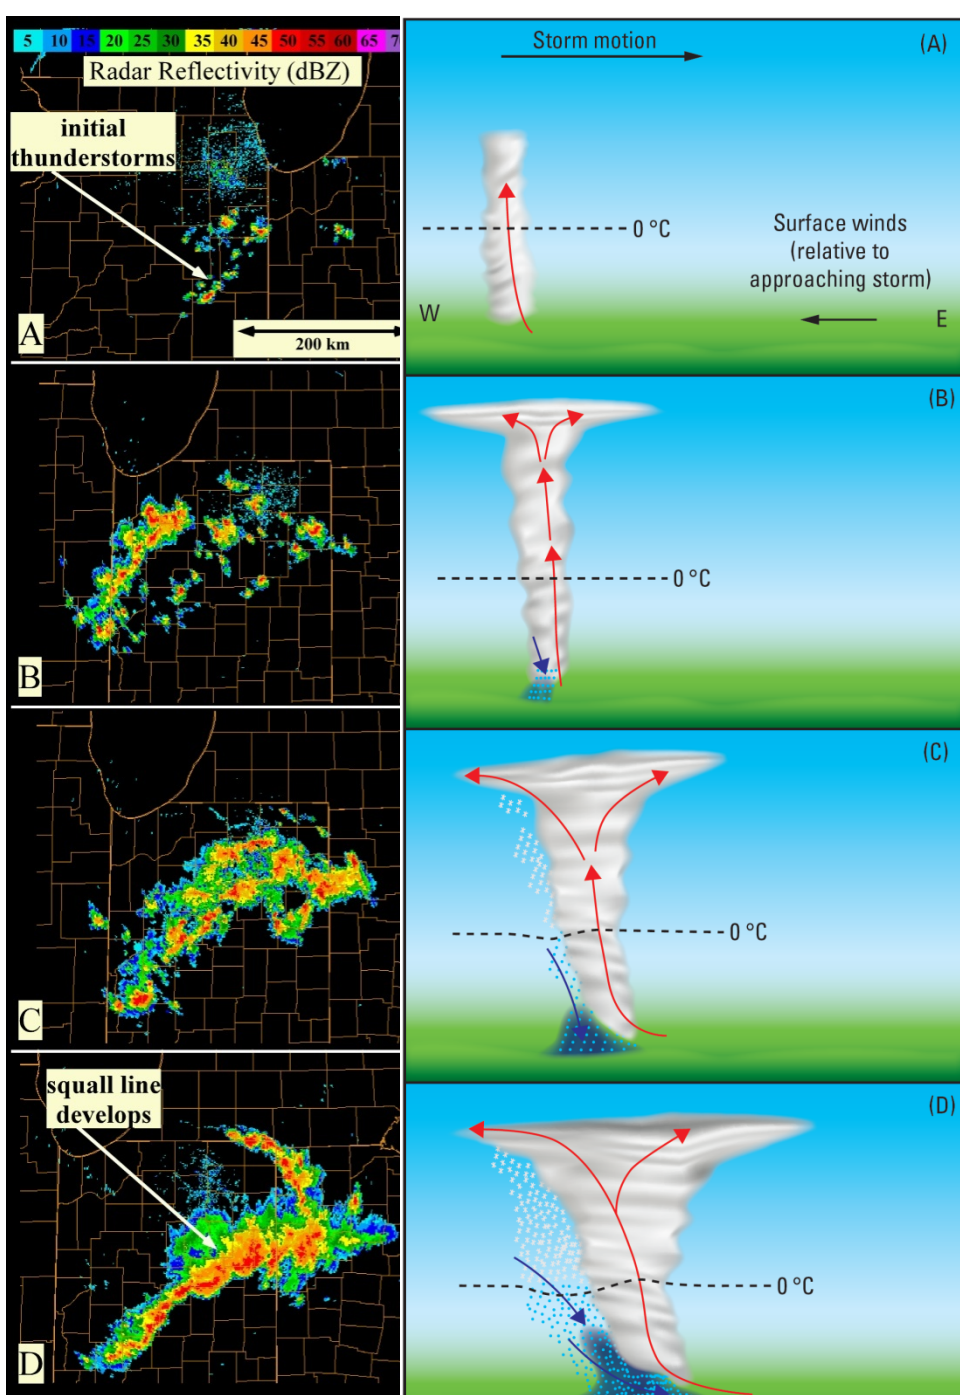 5 10 15 20 25 30 35 40 45 50 55 60 65 7
Radar Reflectivity (dBZ)
initial
thunderstorms
200 km
A
B
C
squall line
develops
D
Storm motion
(A)
0 °C
Surface winds
(relative to
approaching storm)
W
E
(B)
0 °C
(C)
0 °C
(D)
0 °C